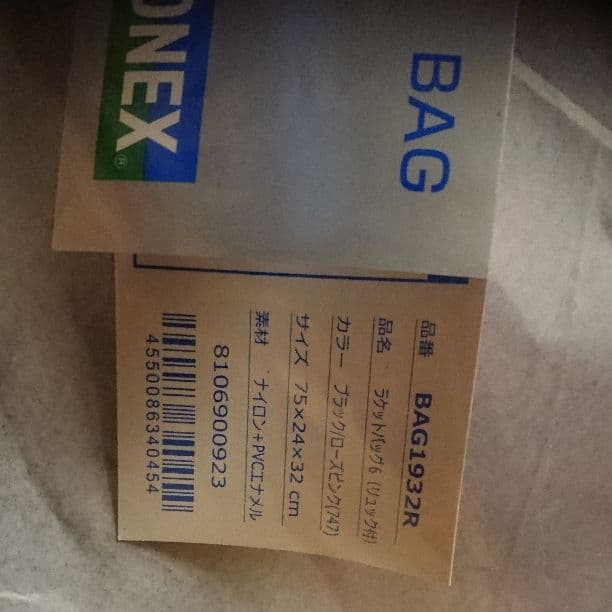 ONEX
®
BAG
品番 BAG1932R
品名 ラケットバッグ6 (リュック付)
カラー ブラック/ローズピンク(747)
サイズ 75×24×32 cm
素材 ナイロン+PVCエナメル
8106900923
4550086340454